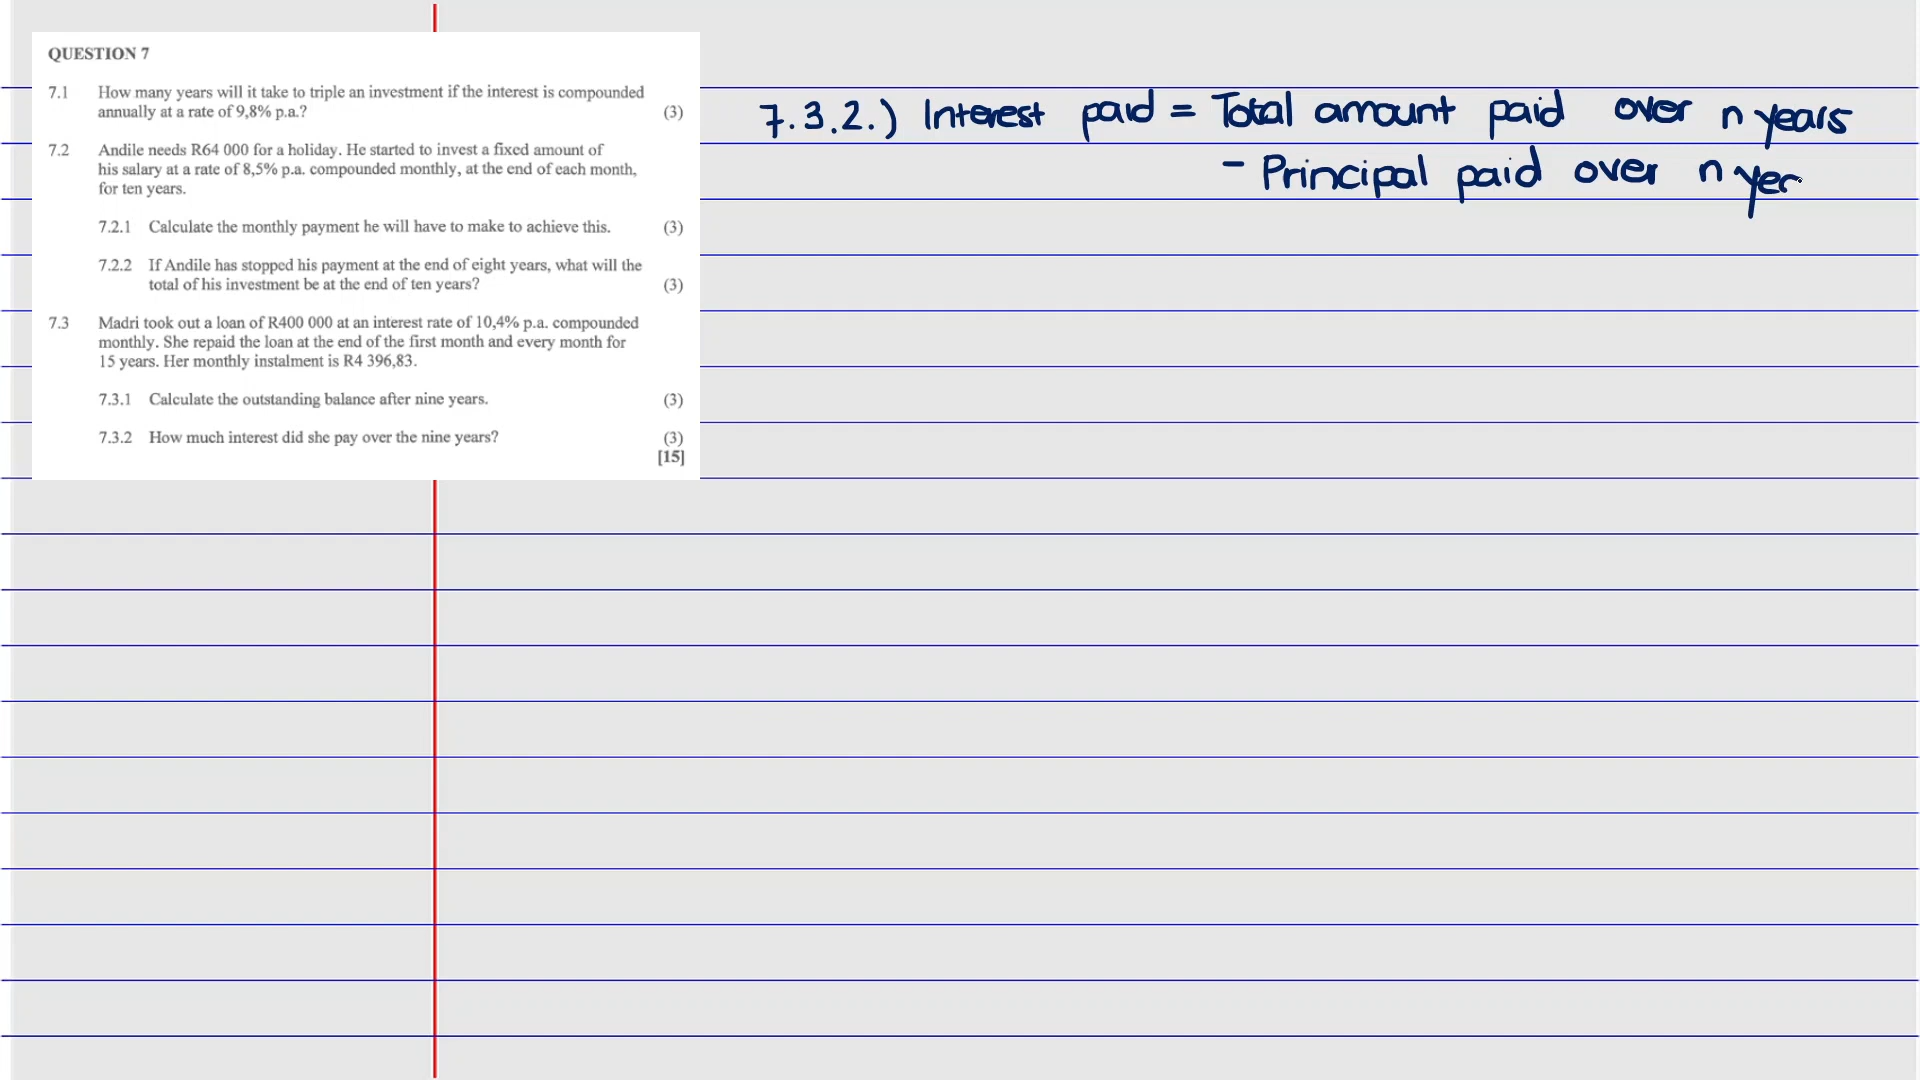 QUESTION 7
7.1 How many years will it take to triple an investment if the interest is compounded
annually at a rate of 9,8% p.a.? (3)
7.2 Andile needs R64 000 for a holiday. He started to invest a fixed amount of
his salary at a rate of 8,5% p.a. compounded monthly, at the end of each month,
for ten years.
7.2.1 Calculate the monthly payment he will have to make to achieve this. (3)
7.2.2 If Andile has stopped his payment at the end of eight years, what will the
total of his investment be at the end of ten years? (3)
7.3 Madri took out a loan of R400 000 at an interest rate of 10,4% p.a. compounded
monthly. She repaid the loan at the end of the first month and every month for
15 years. Her monthly instalment is R4 396,83.
7.3.1 Calculate the outstanding balance after nine years. (3)
7.3.2 How much interest did she pay over the nine years? (3)
[15]
7.3.2.) Interest paid = Total amount paid over n years
- Principal paid over n yer